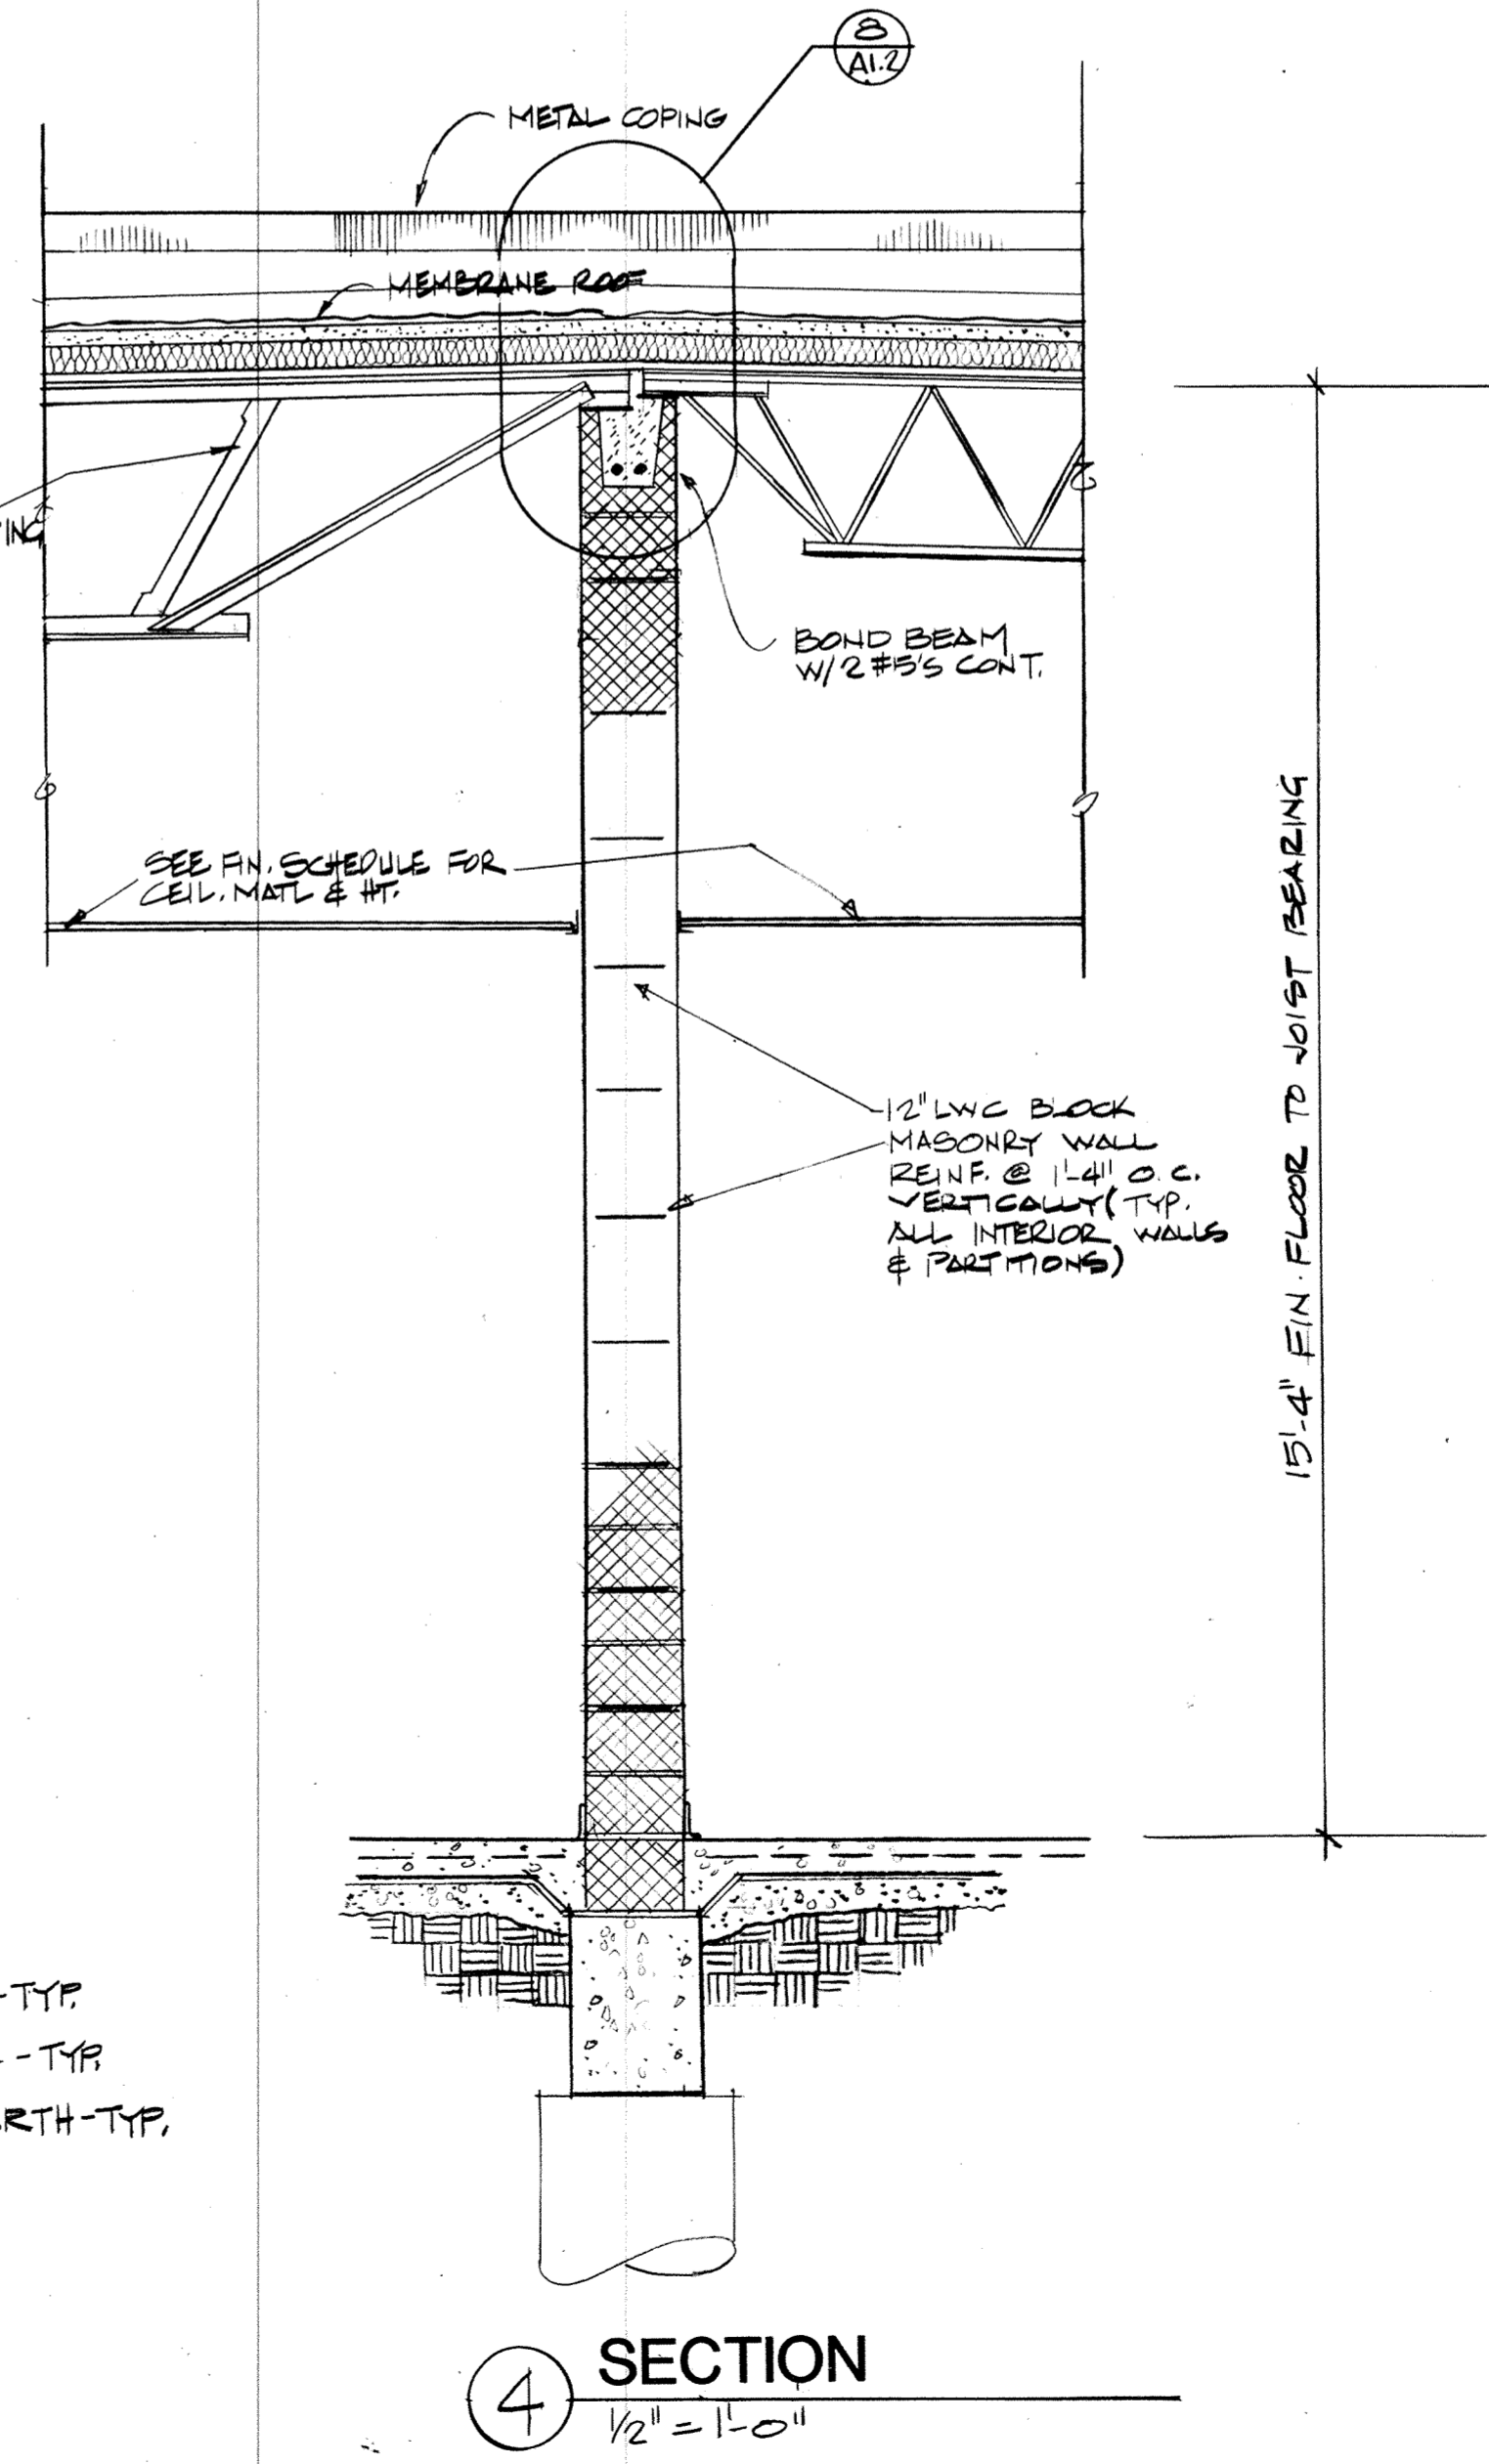 8
A1.2
METAL COPING
MEMBRANE ROOF
BOND BEAM
W/2 #5'S CONT.
SEE FIN. SCHEDULE FOR
CEIL. MATL & HT.
12" LWC BLOCK
MASONRY WALL
REINF. @ 1'-4" O.C.
VERTICALLY (TYP.
ALL INTERIOR WALLS
& PARTITIONS)
15'-4" FIN. FLOOR TO JOIST BEARING
-TYP.
-TYP.
RTH-TYP.
4
SECTION
1/2" = 1'-0"